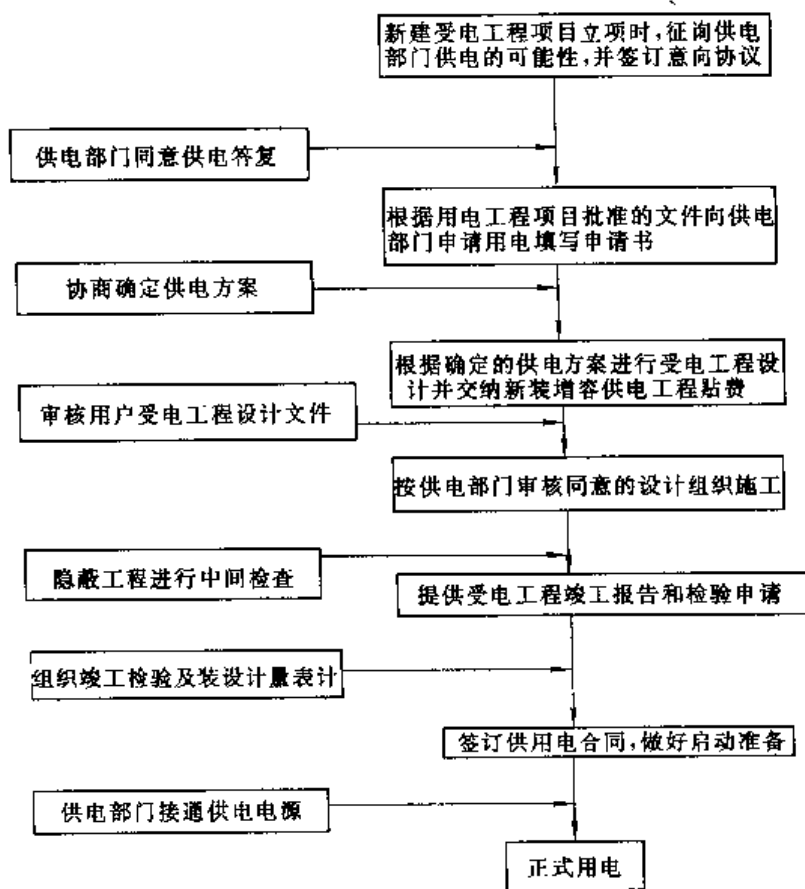 新建受电工程项目立项时,征询供电
部门供电的可能性,并签订意向协议
供电部门同意供电答复
根据用电工程项目批准的文件向供电
部门申请用电填写申请书
协商确定供电方案
根据确定的供电方案进行受电工程设
计并交纳新装增容供电工程贴费
审核用户受电工程设计文件
按供电部门审核同意的设计组织施工
隐蔽工程进行中间检查
提供受电工程竣工报告和检验申请
组织竣工检验及装设计量表计
签订供用电合同,做好启动准备
供电部门接通供电电源
正式用电